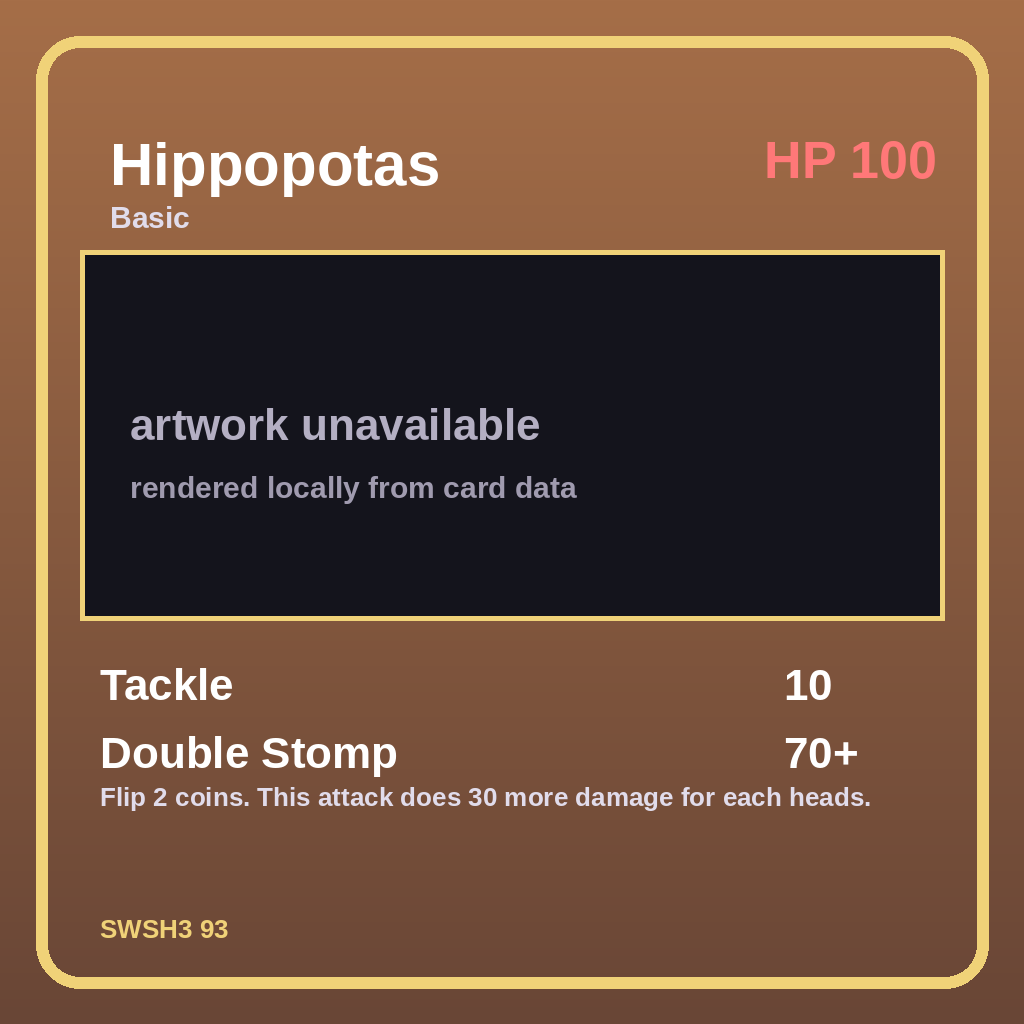 Hippopotas
HP 100
Basic
artwork unavailable
rendered locally from card data
Tackle
10
Double Stomp
70+
Flip 2 coins. This attack does 30 more damage for each heads.
SWSH3 93